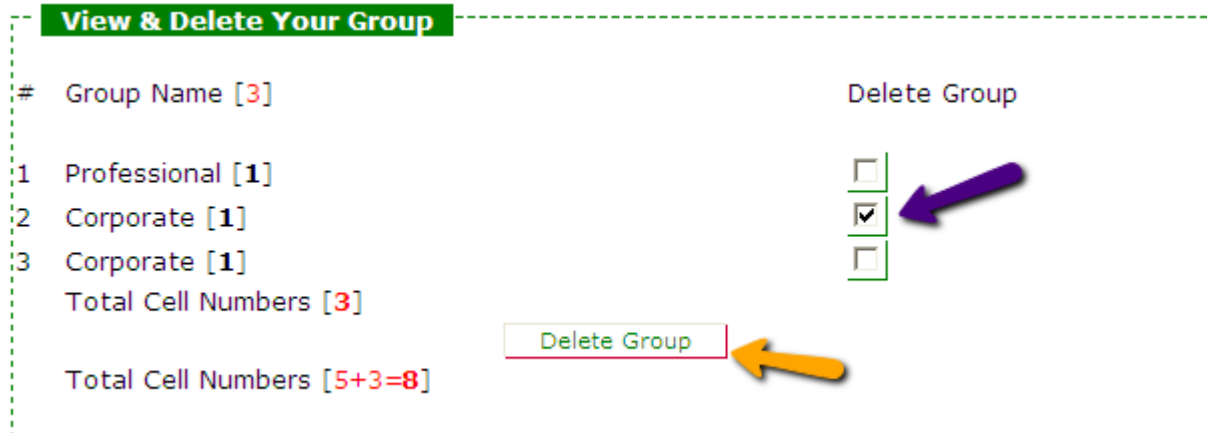 View & Delete Your Group
# Group Name [3] Delete Group
1 Professional [1]
2 Corporate [1]
3 Corporate [1]
Total Cell Numbers [3]
Delete Group
Total Cell Numbers [5+3=8]